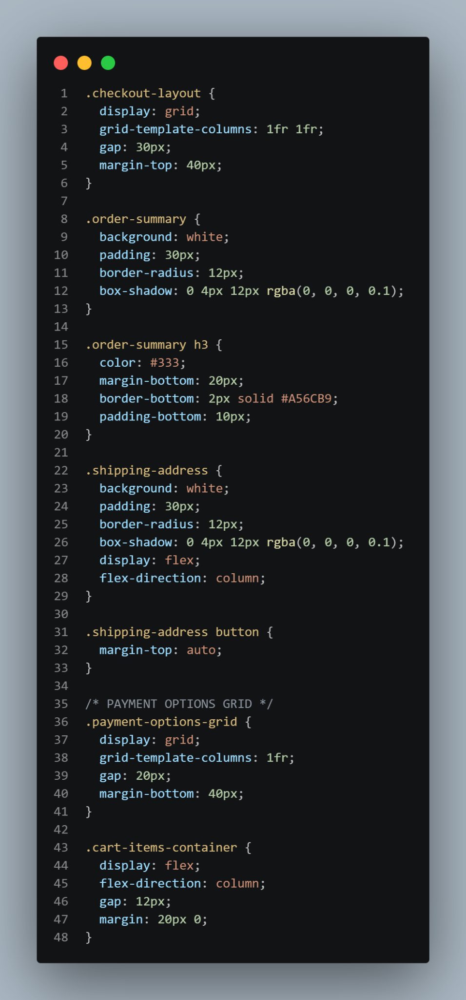 1 .checkout-layout {
2   display: grid;
3   grid-template-columns: 1fr 1fr;
4   gap: 30px;
5   margin-top: 40px;
6 }
7
8 .order-summary {
9   background: white;
10   padding: 30px;
11   border-radius: 12px;
12   box-shadow: 0 4px 12px rgba(0, 0, 0, 0.1);
13 }
14
15 .order-summary h3 {
16   color: #333;
17   margin-bottom: 20px;
18   border-bottom: 2px solid #A56CB9;
19   padding-bottom: 10px;
20 }
21
22 .shipping-address {
23   background: white;
24   padding: 30px;
25   border-radius: 12px;
26   box-shadow: 0 4px 12px rgba(0, 0, 0, 0.1);
27   display: flex;
28   flex-direction: column;
29 }
30
31 .shipping-address button {
32   margin-top: auto;
33 }
34
35 /* PAYMENT OPTIONS GRID */
36 .payment-options-grid {
37   display: grid;
38   grid-template-columns: 1fr;
39   gap: 20px;
40   margin-bottom: 40px;
41 }
42
43 .cart-items-container {
44   display: flex;
45   flex-direction: column;
46   gap: 12px;
47   margin: 20px 0;
48 }